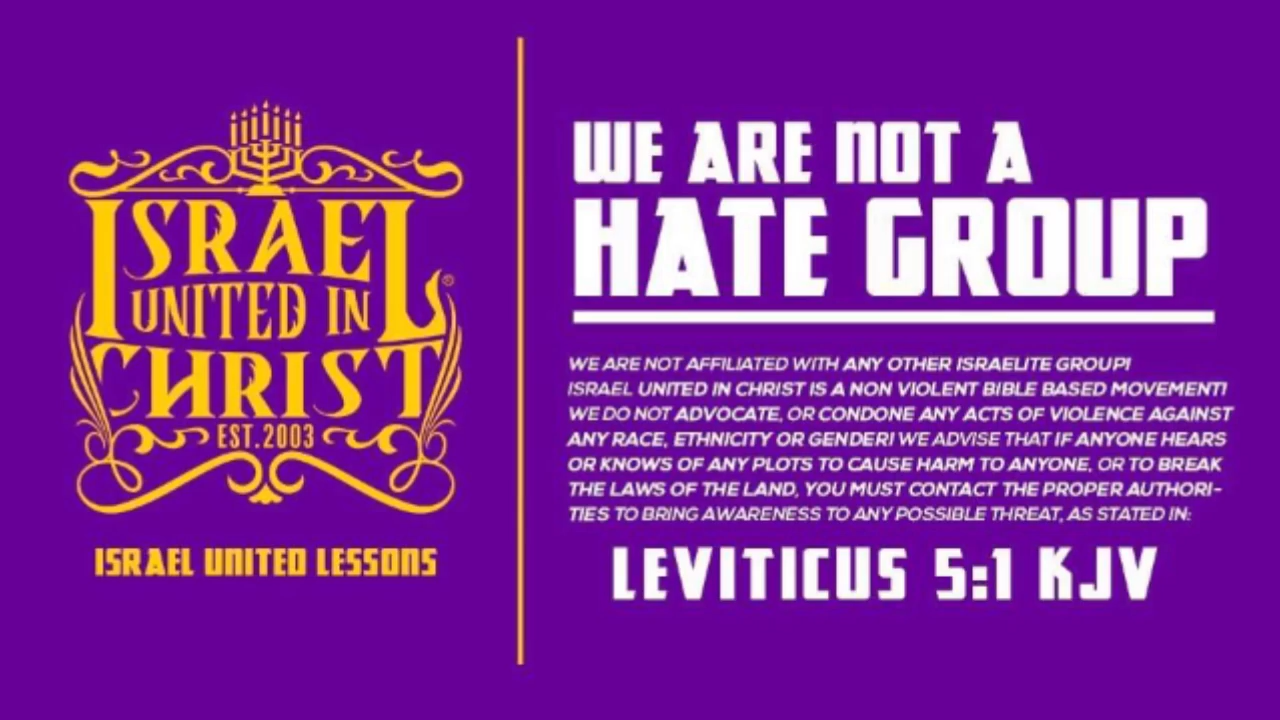 ISRAEL
UNITED IN
CHRIST
EST. 2003
ISRAEL UNITED LESSONS
WE ARE NOT A
HATE GROUP
WE ARE NOT AFFILIATED WITH ANY OTHER ISRAELITE GROUP!
ISRAEL UNITED IN CHRIST IS A NON VIOLENT BIBLE BASED MOVEMENT!
WE DO NOT ADVOCATE, OR CONDONE ANY ACTS OF VIOLENCE AGAINST
ANY RACE, ETHNICITY OR GENDER! WE ADVISE THAT IF ANYONE HEARS
OR KNOWS OF ANY PLOTS TO CAUSE HARM TO ANYONE, OR TO BREAK
THE LAWS OF THE LAND, YOU MUST CONTACT THE PROPER AUTHORI-
TIES TO BRING AWARENESS TO ANY POSSIBLE THREAT, AS STATED IN:
LEVITICUS 5:1 KJV